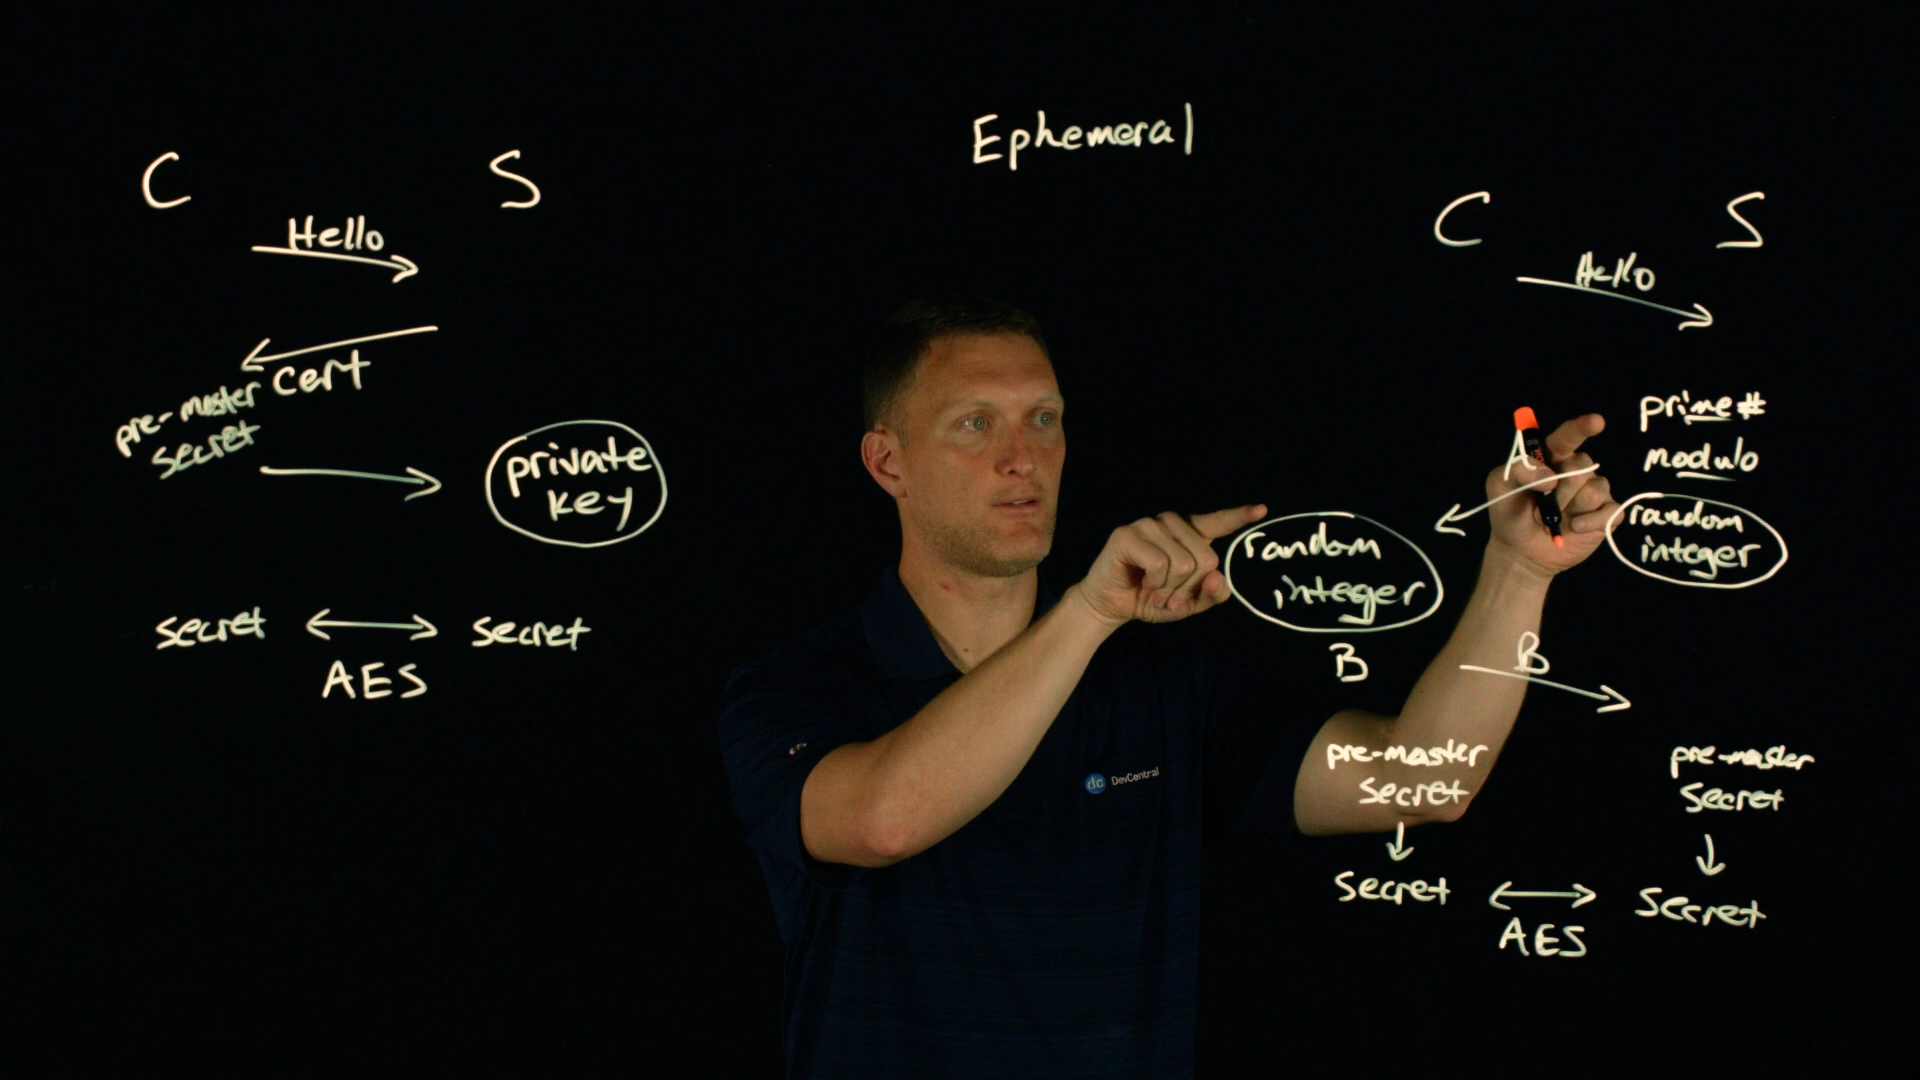 Ephemeral
C
S
Hello
cert
pre-master
secret
private
key
secret
secret
AES
C
S
Hello
prime #
modulo
random
integer
A
random
integer
B
B
pre-master
secret
pre-master
secret
secret
secret
AES
dc DevCentral